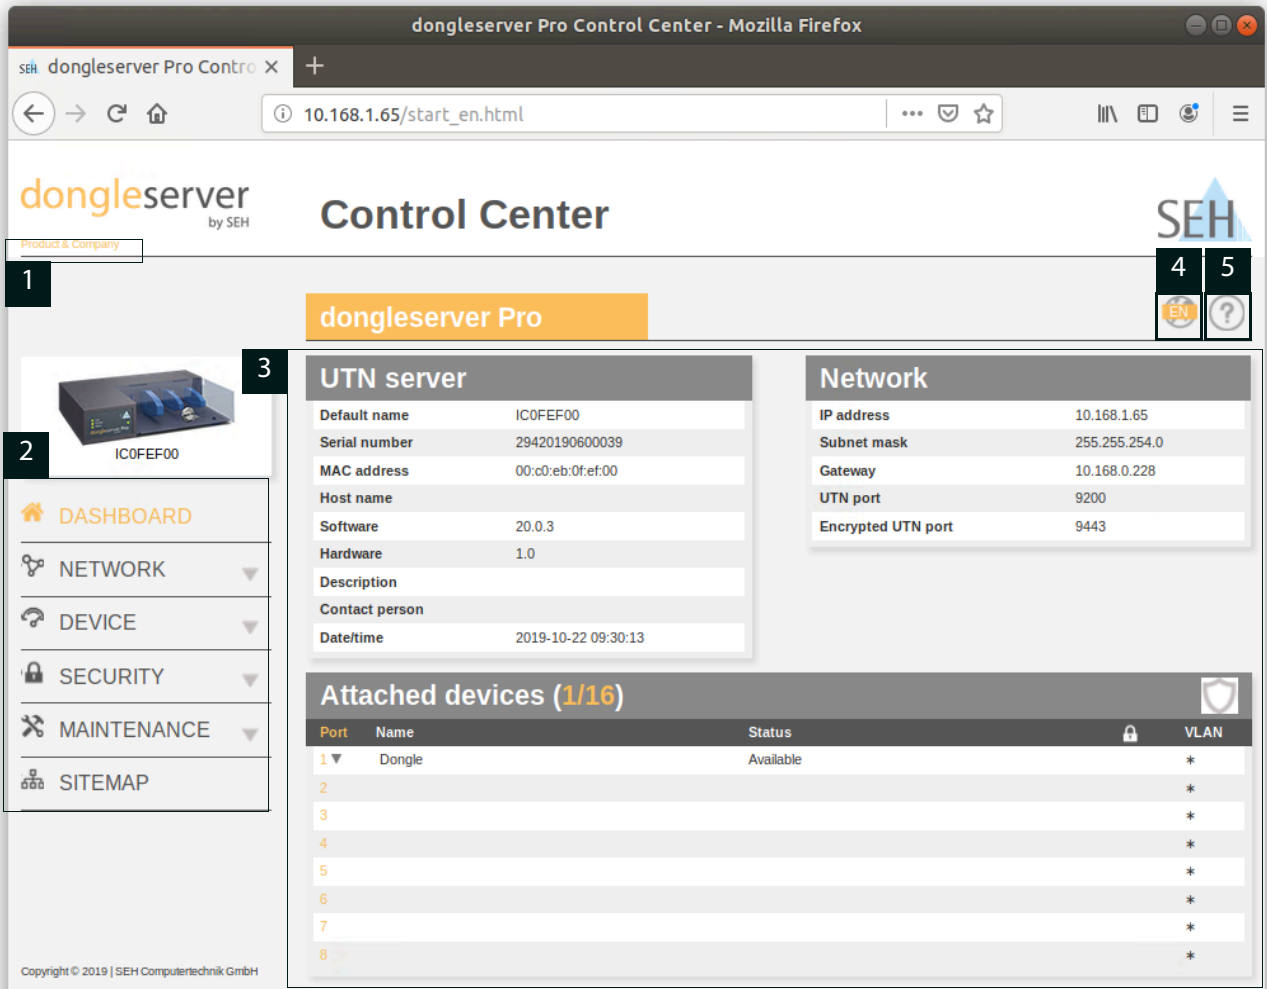 dongleserver Pro Control Center - Mozilla Firefox
SEH dongleserver Pro Contro
10.168.1.65/start_en.html
dongleserver
by SEH
Control Center
SEH
Product & Company
1
4 5
dongleserver Pro
EN ?
3
UTN server
Default name IC0FEF00
Serial number 29420190600039
MAC address 00:c0:eb:0f:ef:00
Host name
Software 20.0.3
Hardware 1.0
Description
Contact person
Date/time 2019-10-22 09:30:13
Network
IP address 10.168.1.65
Subnet mask 255.255.254.0
Gateway 10.168.0.228
UTN port 9200
Encrypted UTN port 9443
IC0FEF00
2
DASHBOARD
NETWORK
DEVICE
SECURITY
MAINTENANCE
SITEMAP
Attached devices (1/16)
Port Name Status VLAN
1 Dongle Available *
2 *
3 *
4 *
5 *
6 *
7 *
8 *
Copyright © 2019 | SEH Computertechnik GmbH